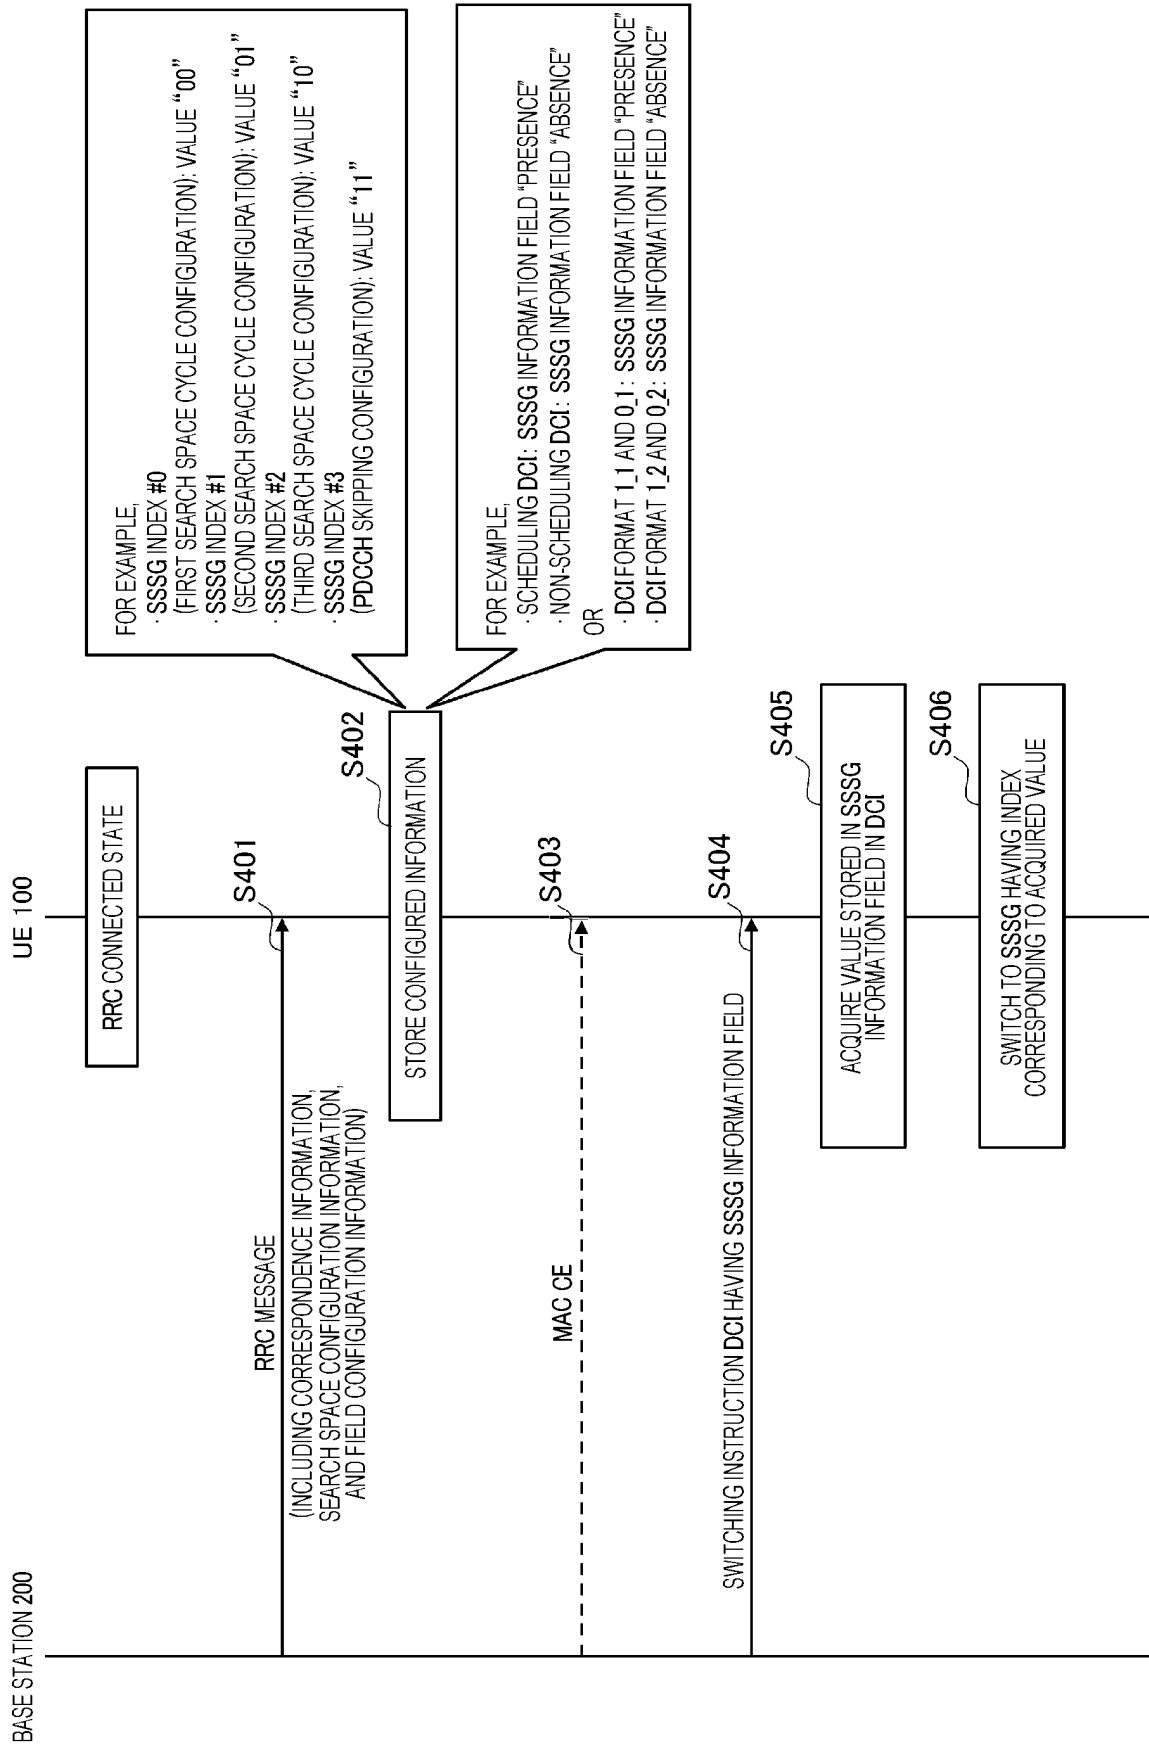 BASE STATION 200
UE 100
RRC CONNECTED STATE
S401
RRC MESSAGE
(INCLUDING CORRESPONDENCE INFORMATION,
SEARCH SPACE CONFIGURATION INFORMATION,
AND FIELD CONFIGURATION INFORMATION)
S402
STORE CONFIGURED INFORMATION
FOR EXAMPLE,
· SSSG INDEX #0
(FIRST SEARCH SPACE CYCLE CONFIGURATION): VALUE “00”
· SSSG INDEX #1
(SECOND SEARCH SPACE CYCLE CONFIGURATION): VALUE “01”
· SSSG INDEX #2
(THIRD SEARCH SPACE CYCLE CONFIGURATION): VALUE “10”
· SSSG INDEX #3
(PDCCH SKIPPING CONFIGURATION): VALUE “11”
FOR EXAMPLE,
· SCHEDULING DCI: SSSG INFORMATION FIELD “PRESENCE”
· NON-SCHEDULING DCI: SSSG INFORMATION FIELD “ABSENCE”
OR
· DCI FORMAT 1_1 AND 0_1: SSSG INFORMATION FIELD “PRESENCE”
· DCI FORMAT 1_2 AND 0_2: SSSG INFORMATION FIELD “ABSENCE”
S403
MAC CE
S404
SWITCHING INSTRUCTION DCI HAVING SSSG INFORMATION FIELD
S405
ACQUIRE VALUE STORED IN SSSG
INFORMATION FIELD IN DCI
S406
SWITCH TO SSSG HAVING INDEX
CORRESPONDING TO ACQUIRED VALUE